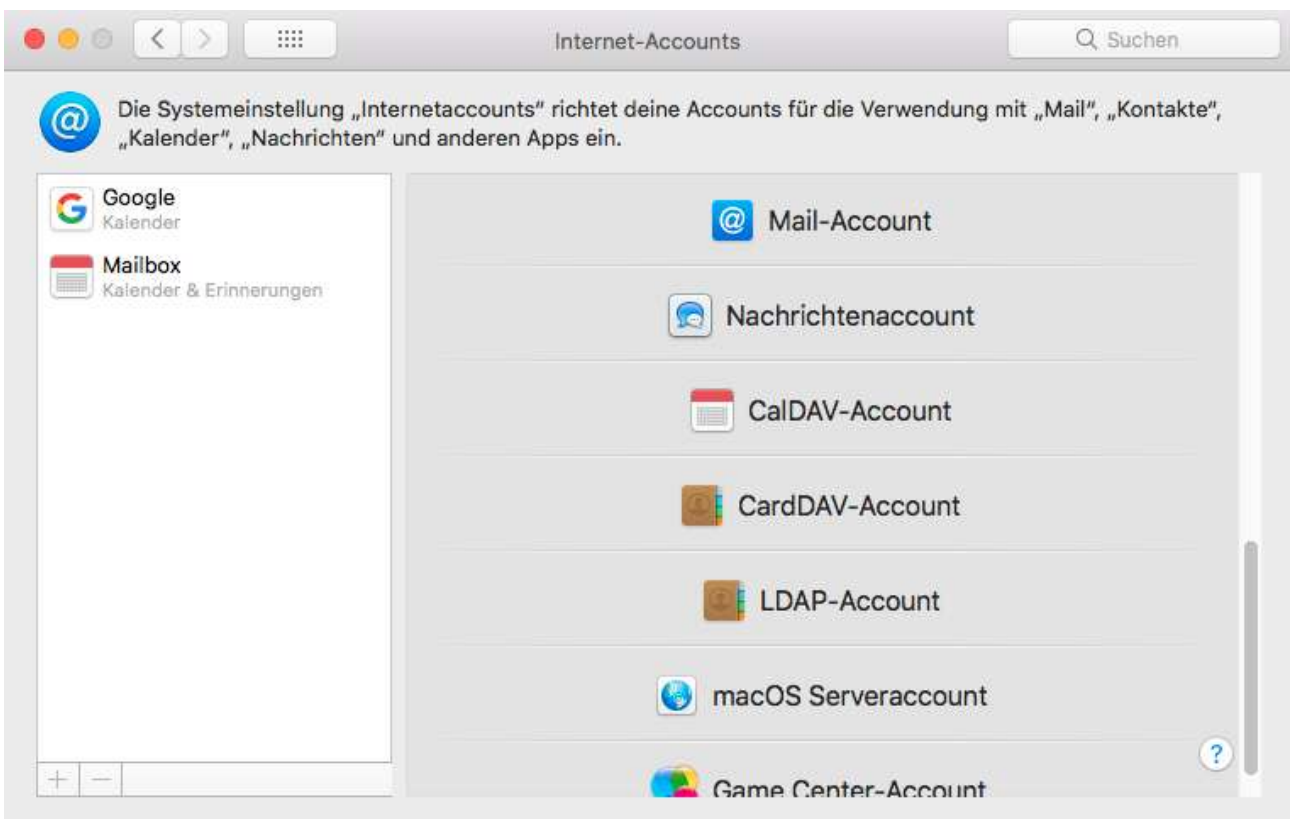 Internet-Accounts
Suchen
Die Systemeinstellung „Internetaccounts“ richtet deine Accounts für die Verwendung mit „Mail“, „Kontakte“,
„Kalender“, „Nachrichten“ und anderen Apps ein.
Google
Kalender
Mailbox
Kalender & Erinnerungen
Mail-Account
Nachrichtenaccount
CalDAV-Account
CardDAV-Account
LDAP-Account
macOS Serveraccount
Game Center-Account
?